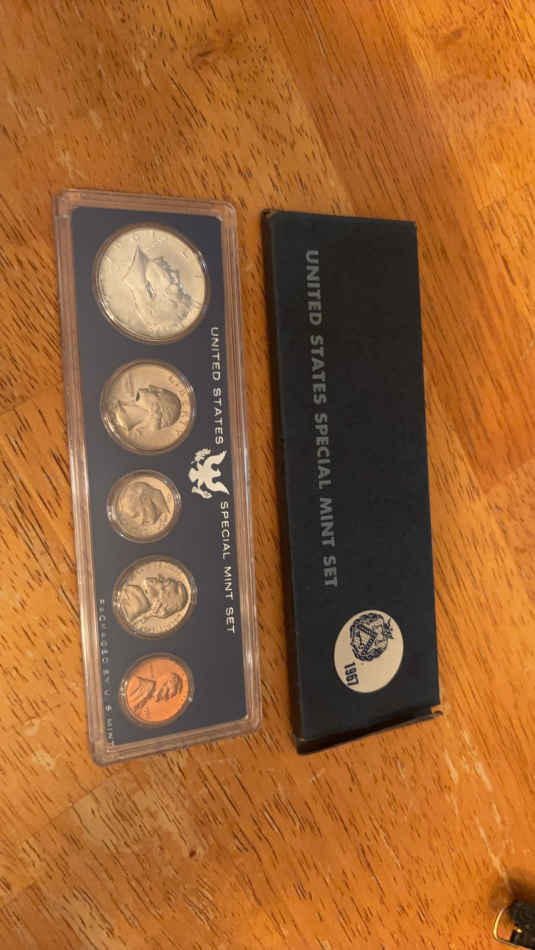 UNITED STATES SPECIAL MINT SET
PACKAGED BY U S MINT
UNITED STATES SPECIAL MINT SET
1967